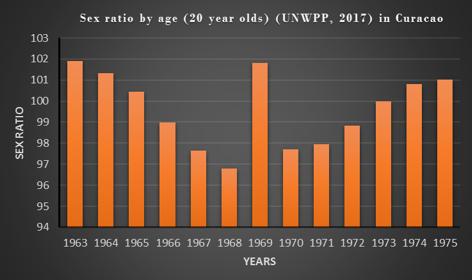 Sex ratio by age (20 year olds) (UNWPP, 2017) in Curacao
103
102
101
100
99
98
97
96
95
94
SEX RATIO
1963 1964 1965 1966 1967 1968 1969 1970 1971 1972 1973 1974 1975
YEARS